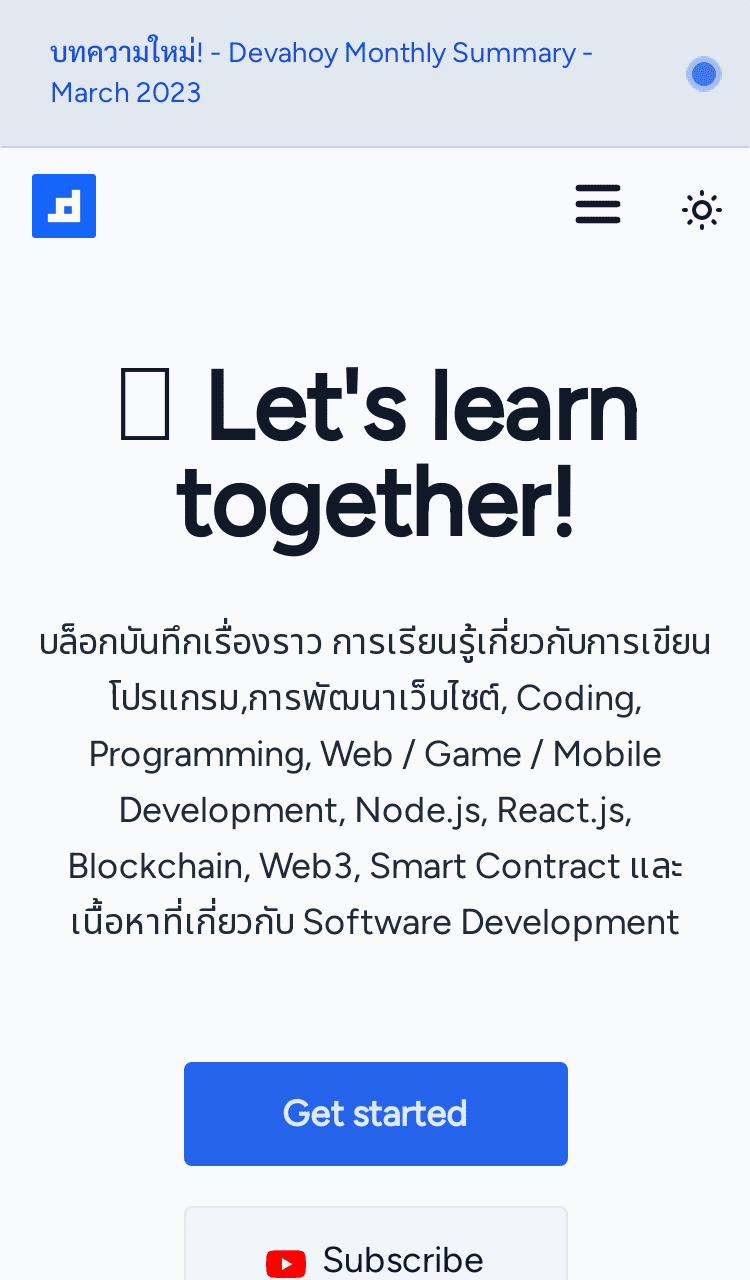 บทความใหม่! - Devahoy Monthly Summary -
March 2023
Let's learn
together!
บล็อกบันทึกเรื่องราว การเรียนรู้เกี่ยวกับการเขียน
โปรแกรม,การพัฒนาเว็บไซต์, Coding,
Programming, Web / Game / Mobile
Development, Node.js, React.js,
Blockchain, Web3, Smart Contract และ
เนื้อหาที่เกี่ยวกับ Software Development
Get started
Subscribe